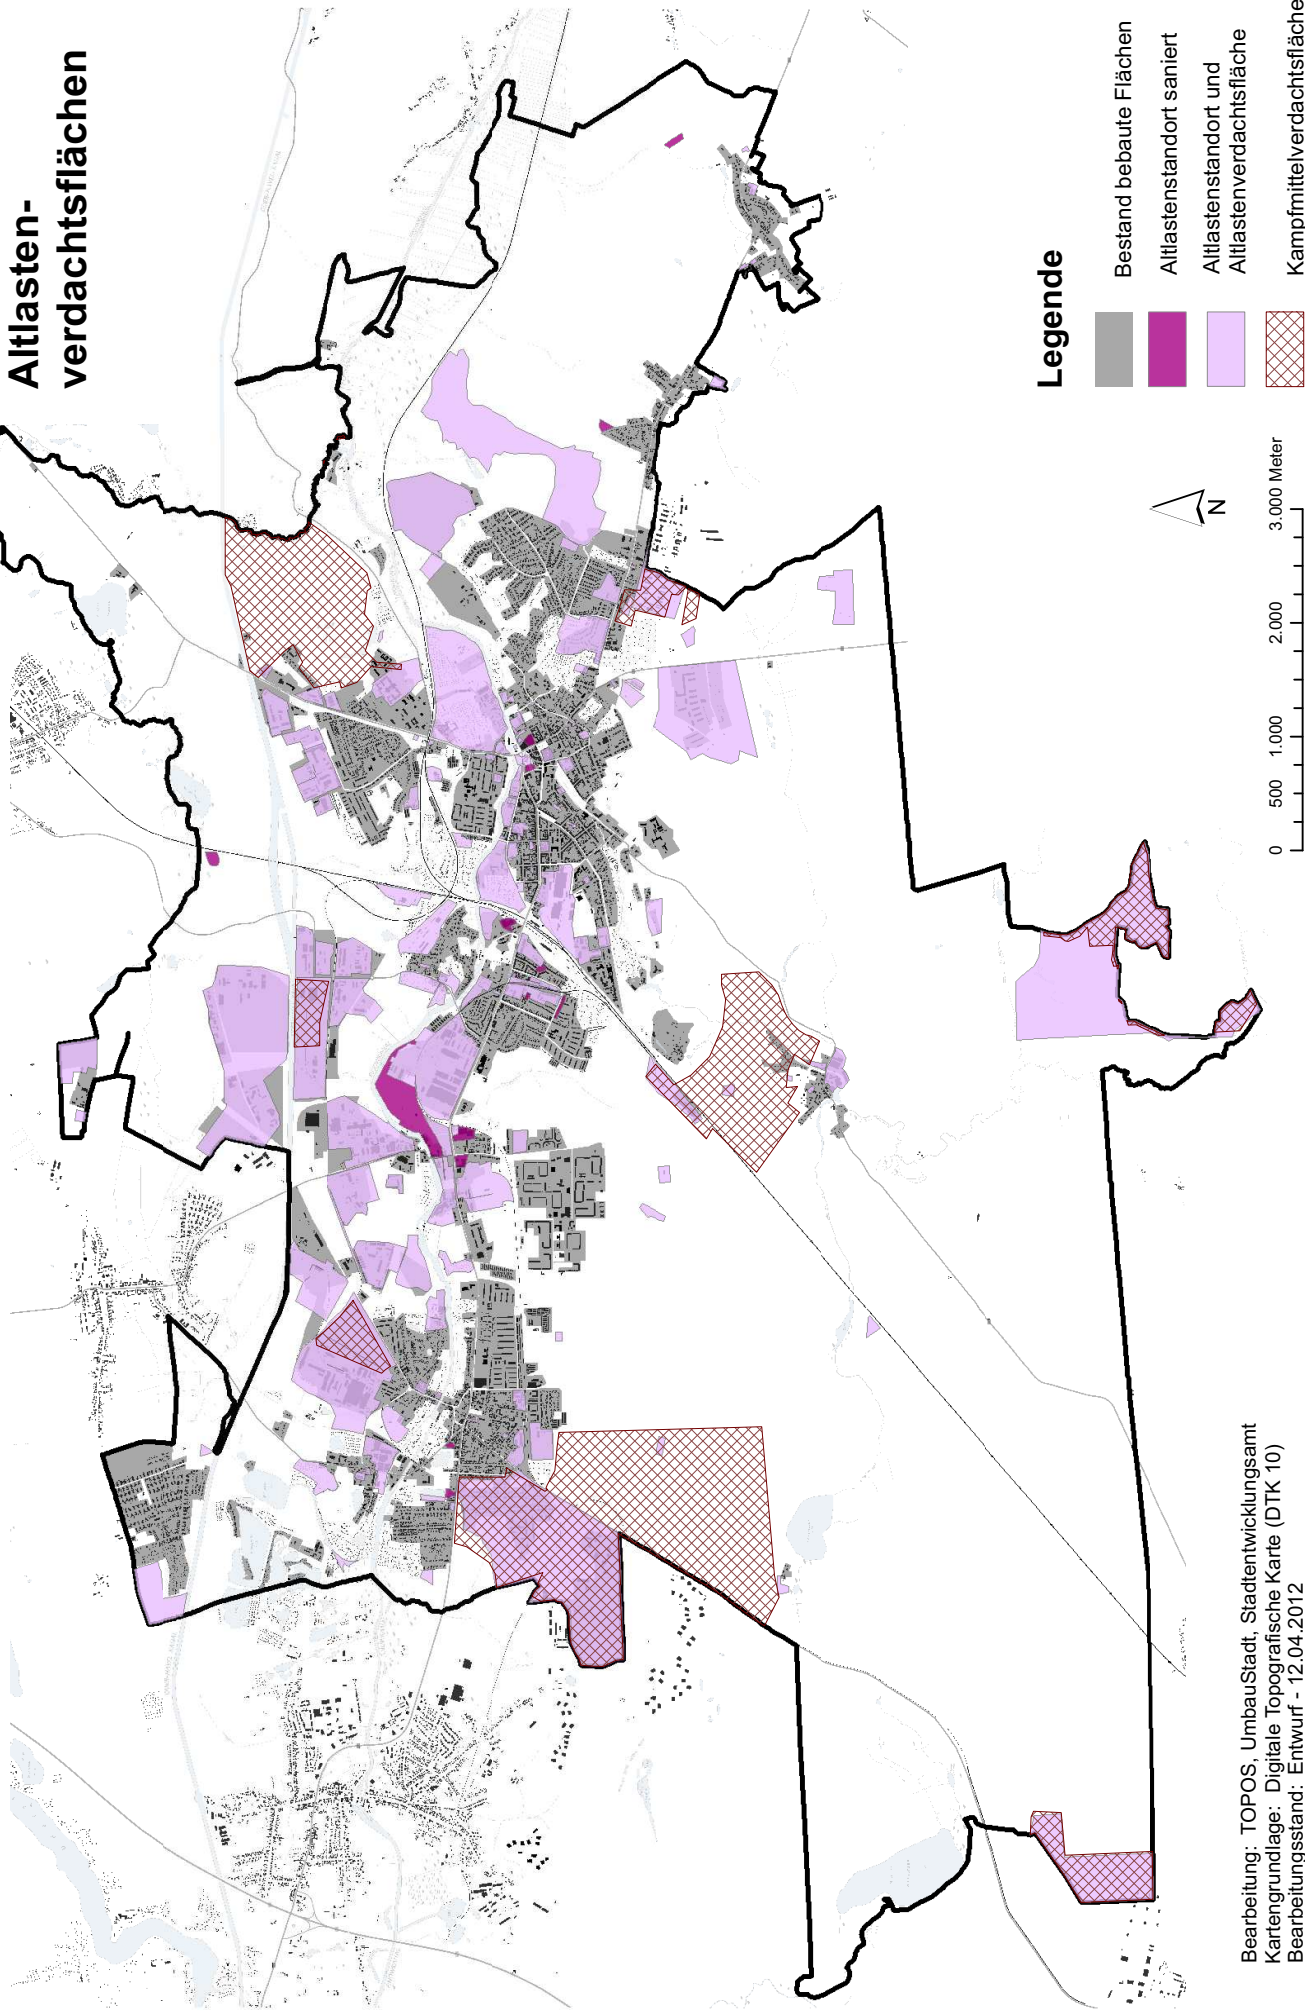 Altlasten-
verdachtsflächen
Legende
Bestand bebaute Flächen
Altlastenstandort saniert
Altlastenstandort und
Altlastenverdachtsfläche
Kampfmittelverdachtsfläche
N
0 500 1.000 2.000 3.000 Meter
Bearbeitung: TOPOS, UmbauStadt, Stadtentwicklungsamt
Kartengrundlage: Digitale Topografische Karte (DTK 10)
Bearbeitungsstand: Entwurf - 12.04.2012